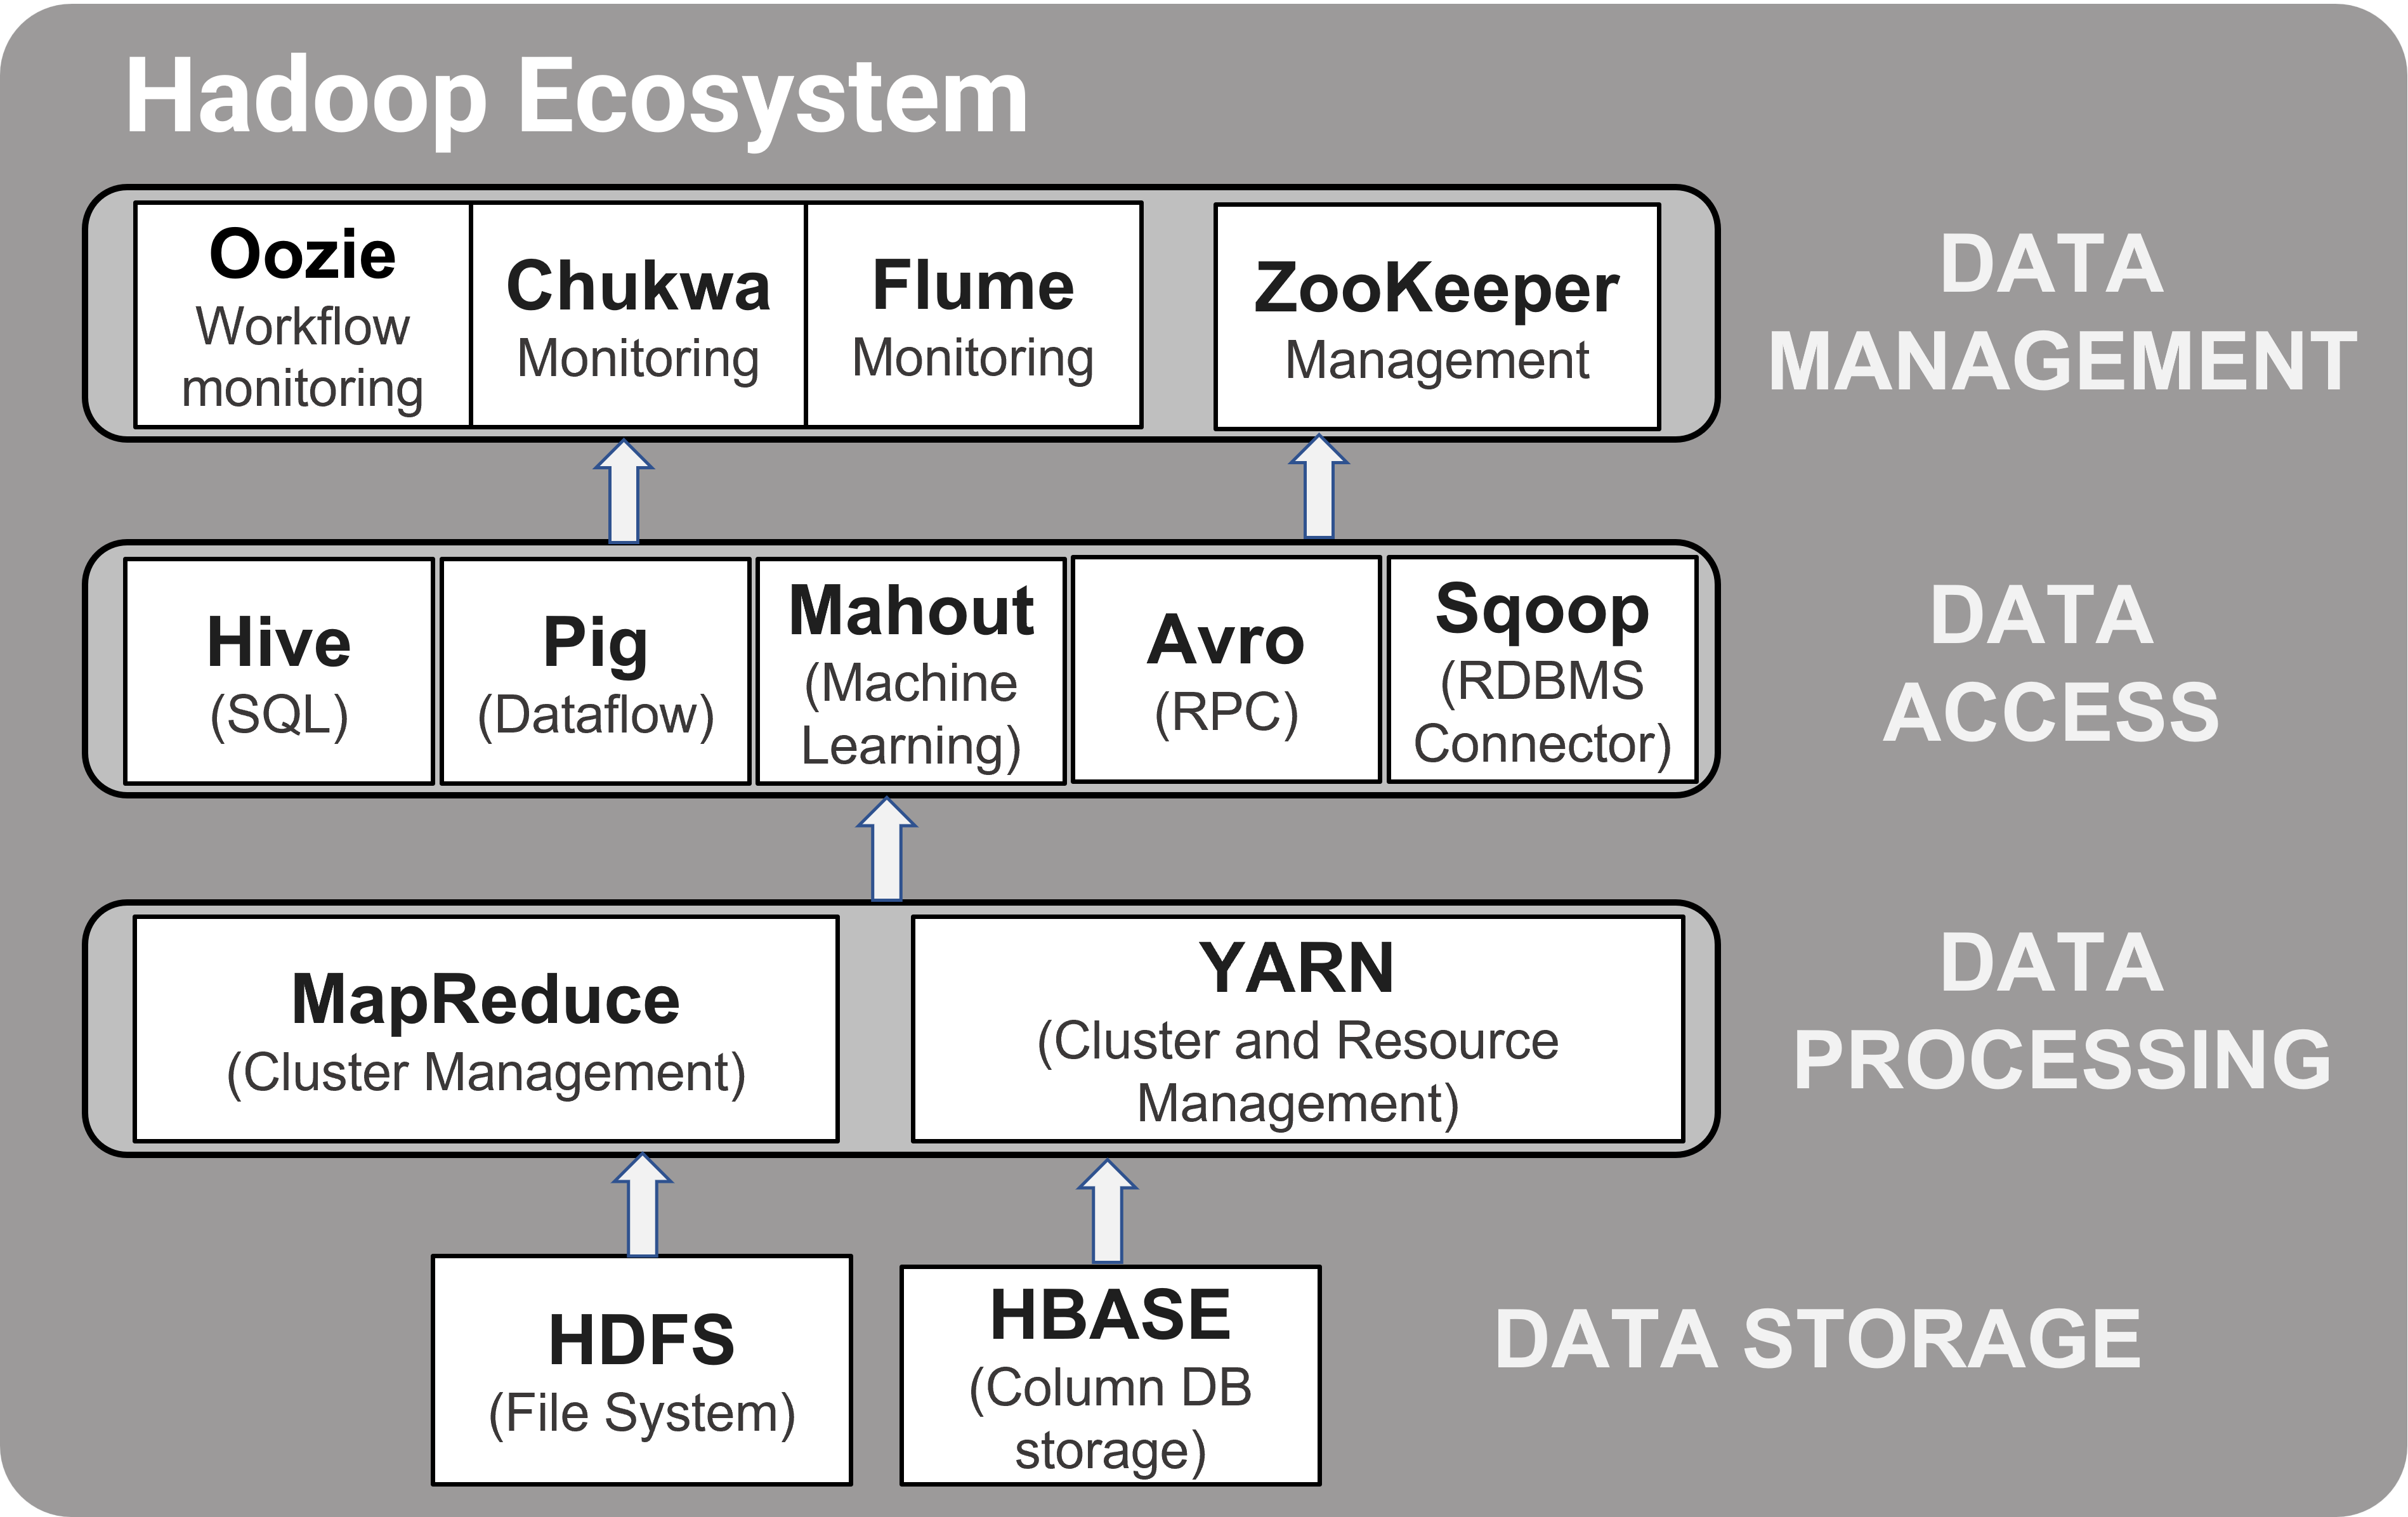 Hadoop Ecosystem
Oozie
Workflow
monitoring
Chukwa
Monitoring
Flume
Monitoring
ZooKeeper
Management
DATA
MANAGEMENT
Hive
(SQL)
Pig
(Dataflow)
Mahout
(Machine
Learning)
Avro
(RPC)
Sqoop
(RDBMS
Connector)
DATA
ACCESS
MapReduce
(Cluster Management)
YARN
(Cluster and Resource
Management)
DATA
PROCESSING
HDFS
(File System)
HBASE
(Column DB
storage)
DATA STORAGE